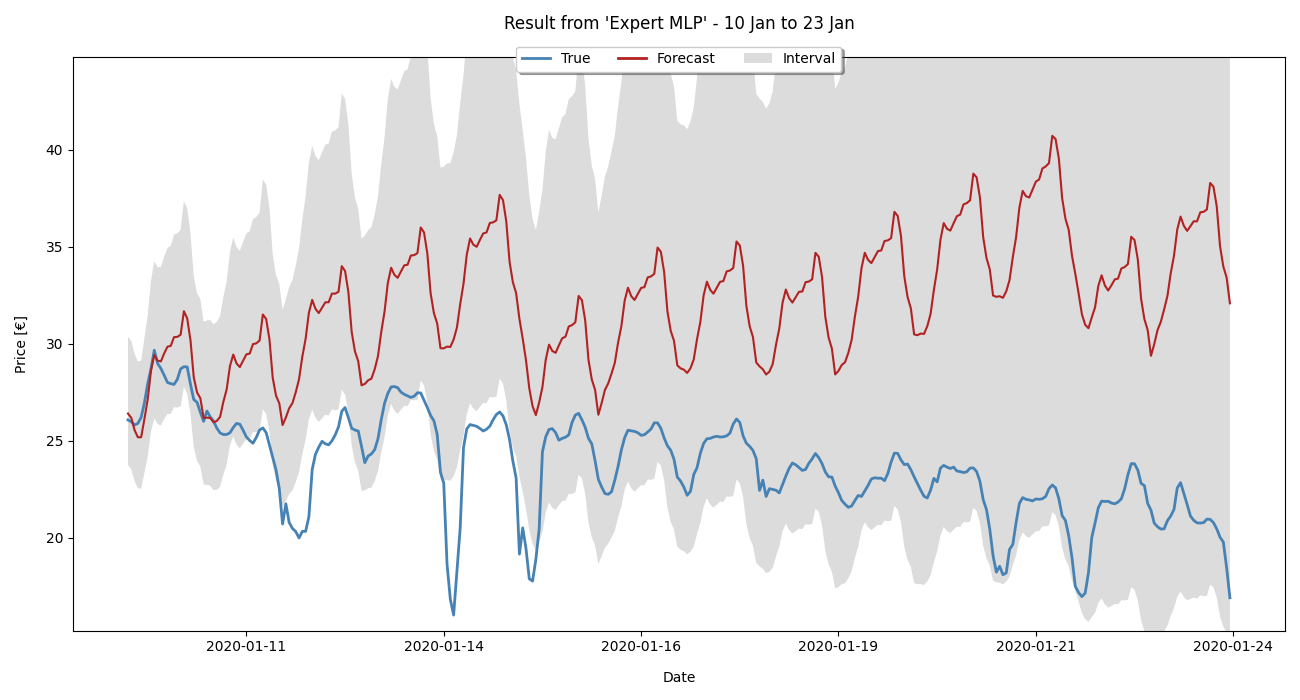 Result from 'Expert MLP' - 10 Jan to 23 Jan
True Forecast Interval
40
35
30
25
20
Price [€]
2020-01-11 2020-01-14 2020-01-16 2020-01-19 2020-01-21 2020-01-24
Date